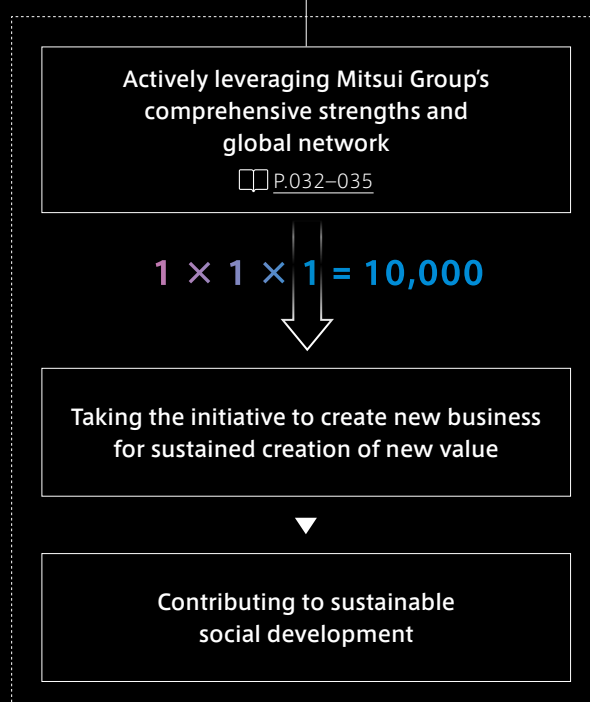 Actively leveraging Mitsui Group's
comprehensive strengths and
global network
P.032–035
1 × 1 × 1 = 10,000
Taking the initiative to create new business
for sustained creation of new value
Contributing to sustainable
social development